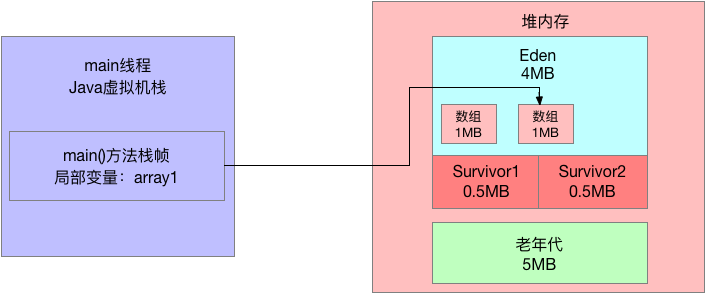 main线程
Java虚拟机栈
main()方法栈帧
局部变量：array1
堆内存
Eden
4MB
数组
1MB
数组
1MB
Survivor1
0.5MB
Survivor2
0.5MB
老年代
5MB